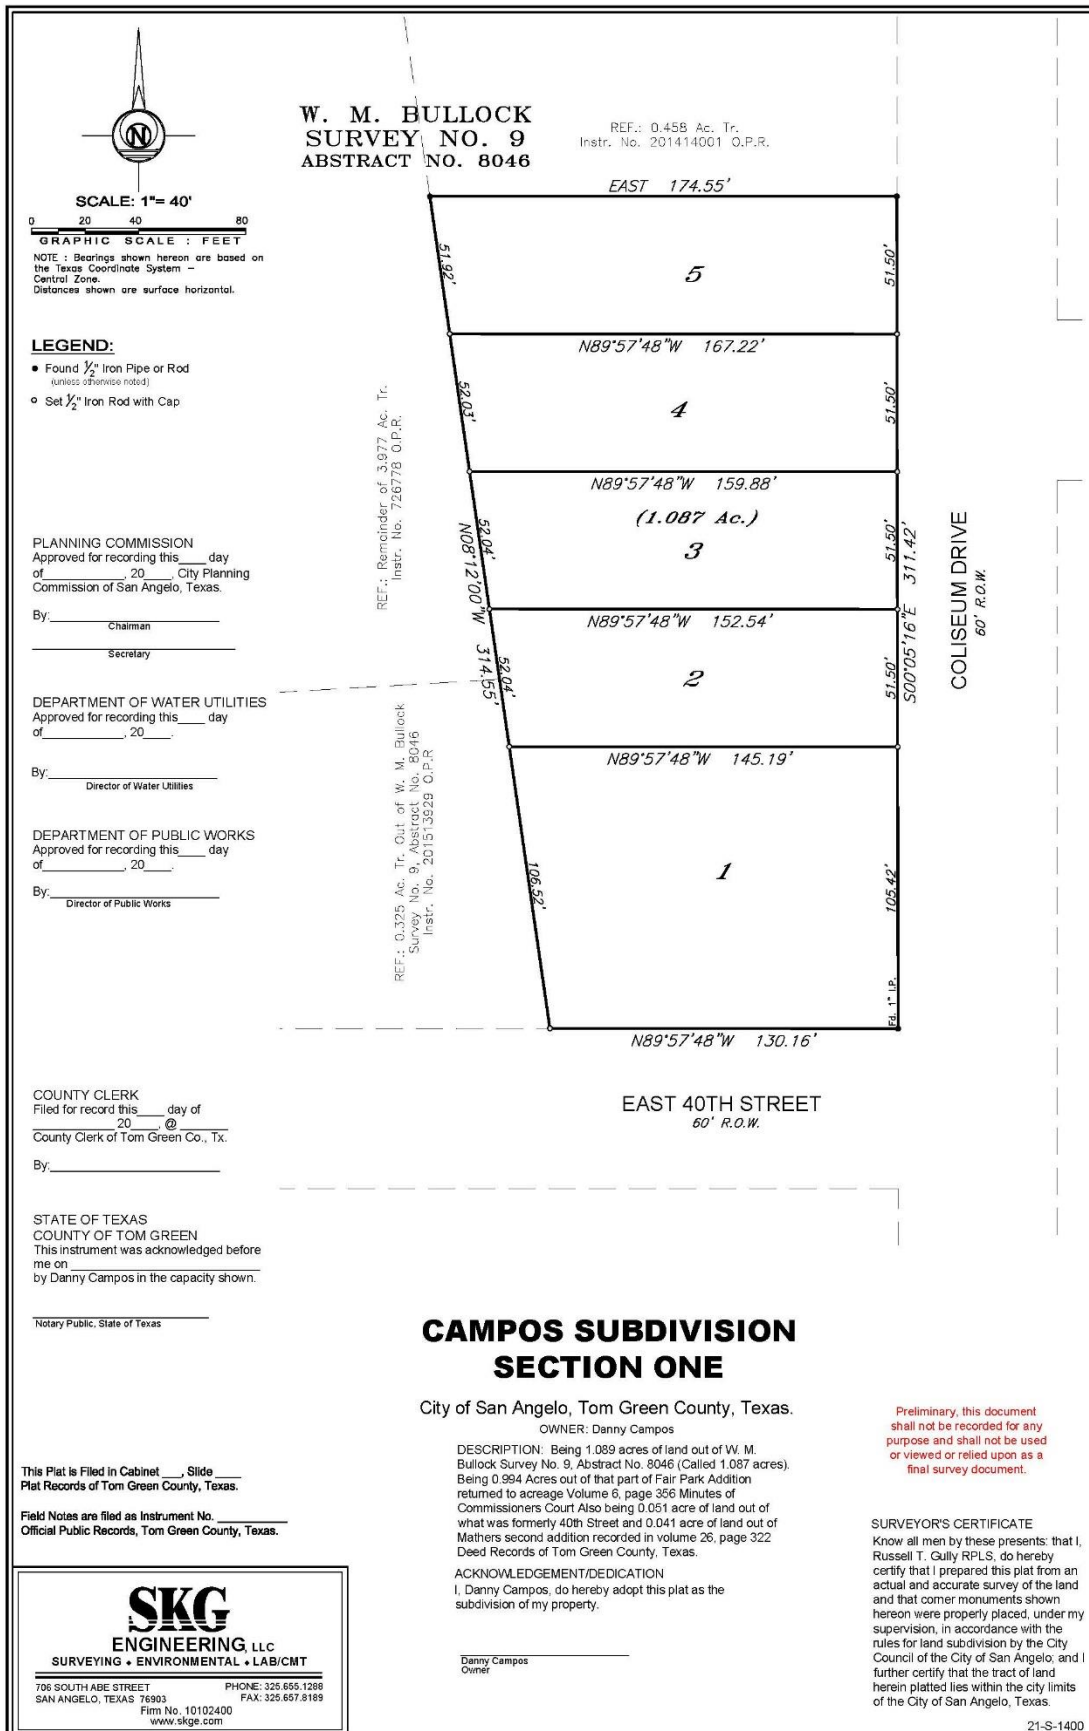 N
SCALE: 1"= 40'
0 20 40 80
GRAPHIC SCALE : FEET
NOTE : Bearings shown hereon are based on
the Texas Coordinate System –
Central Zone.
Distances shown are surface horizontal.
LEGEND:
• Found 1/2" Iron Pipe or Rod
(unless otherwise noted)
o Set 1/2" Iron Rod with Cap
W. M. BULLOCK
SURVEY NO. 9
ABSTRACT NO. 8046
REF.: 0.458 Ac. Tr.
Instr. No. 201414001 O.P.R.
EAST 174.55'
51.92'
5
51.50'
N89°57'48"W 167.22'
52.03'
4
51.50'
N89°57'48"W 159.88'
(1.087 Ac.)
52.04'
3
51.50'
N08°12'00"W 314.55'
S00°05'16"E 311.42'
N89°57'48"W 152.54'
52.04'
2
51.50'
N89°57'48"W 145.19'
106.52'
1
105.42'
Fd. 1" I.P.
N89°57'48"W 130.16'
REF.: Remainder of 3.977 Ac. Tr.
Instr. No. 726778 O.P.R.
REF.: 0.325 Ac. Tr. Out of W. M. Bullock
Survey No. 9, Abstract No. 8046
Instr. No. 201513929 O.P.R
COLISEUM DRIVE
60' R.O.W.
EAST 40TH STREET
60' R.O.W.
PLANNING COMMISSION
Approved for recording this____ day
of____________, 20____, City Planning
Commission of San Angelo, Texas.
By:
Chairman
Secretary
DEPARTMENT OF WATER UTILITIES
Approved for recording this____ day
of____________, 20____.
By:
Director of Water Utilities
DEPARTMENT OF PUBLIC WORKS
Approved for recording this____ day
of____________, 20____.
By:
Director of Public Works
COUNTY CLERK
Filed for record this____ day of
____________ 20____, @ _______
County Clerk of Tom Green Co., Tx.
By:
STATE OF TEXAS
COUNTY OF TOM GREEN
This instrument was acknowledged before
me on
by Danny Campos in the capacity shown.
Notary Public, State of Texas
This Plat is Filed in Cabinet ____, Slide ____
Plat Records of Tom Green County, Texas.
Field Notes are filed as Instrument No. __________
Official Public Records, Tom Green County, Texas.
SKG
ENGINEERING, LLC
SURVEYING • ENVIRONMENTAL • LAB/CMT
706 SOUTH ABE STREET PHONE: 325.655.1288
SAN ANGELO, TEXAS 76903 FAX: 325.657.8189
Firm No. 10102400
www.skge.com
CAMPOS SUBDIVISION
SECTION ONE
City of San Angelo, Tom Green County, Texas.
OWNER: Danny Campos
DESCRIPTION: Being 1.089 acres of land out of W. M.
Bullock Survey No. 9, Abstract No. 8046 (Called 1.087 acres).
Being 0.994 Acres out of that part of Fair Park Addition
returned to acreage Volume 6, page 356 Minutes of
Commissioners Court Also being 0.051 acre of land out of
what was formerly 40th Street and 0.041 acre of land out of
Mathers second addition recorded in volume 26, page 322
Deed Records of Tom Green County, Texas.
ACKNOWLEDGEMENT/DEDICATION
I, Danny Campos, do hereby adopt this plat as the
subdivision of my property.
Danny Campos
Owner
Preliminary, this document
shall not be recorded for any
purpose and shall not be used
or viewed or relied upon as a
final survey document.
SURVEYOR'S CERTIFICATE
Know all men by these presents: that I,
Russell T. Gully RPLS, do hereby
certify that I prepared this plat from an
actual and accurate survey of the land
and that corner monuments shown
hereon were properly placed, under my
supervision, in accordance with the
rules for land subdivision by the City
Council of the City of San Angelo; and I
further certify that the tract of land
herein platted lies within the city limits
of the City of San Angelo, Texas.
21-S-1400